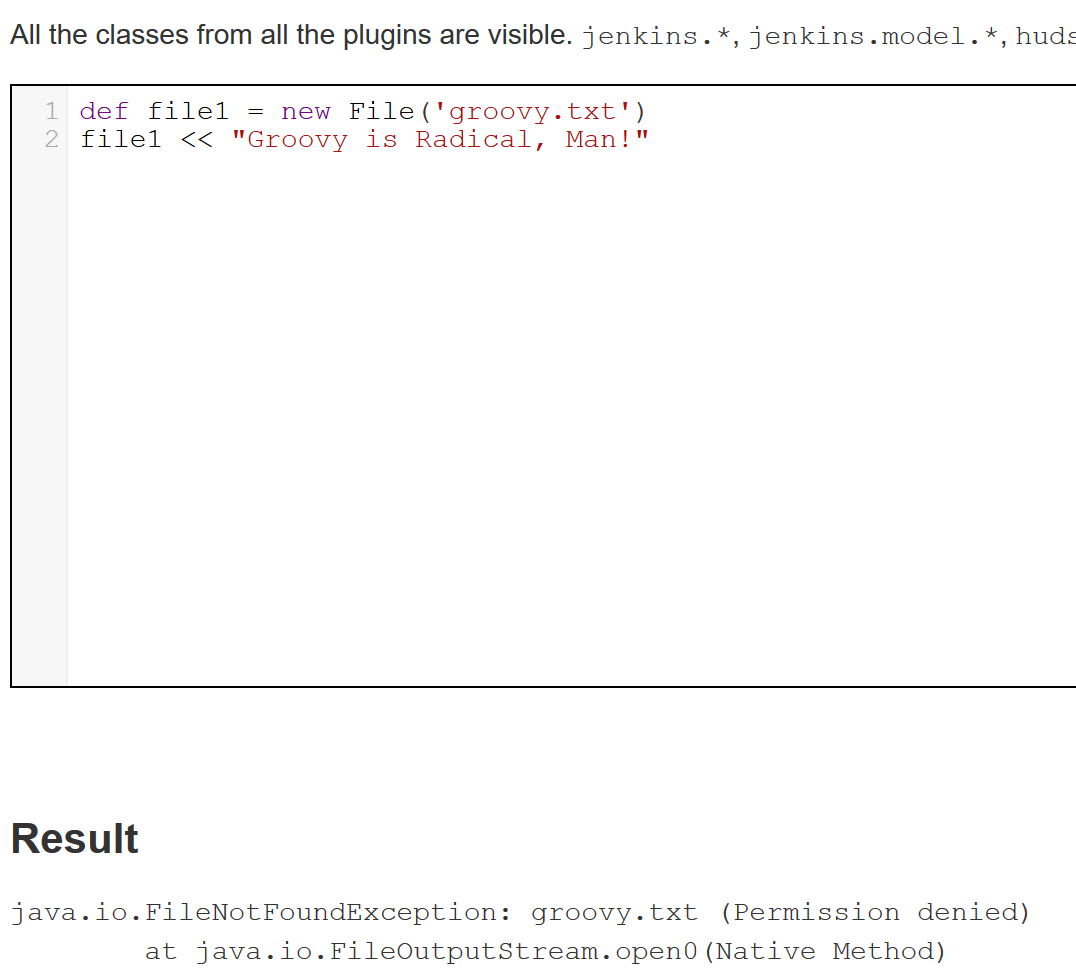 All the classes from all the plugins are visible. jenkins.*, jenkins.model.*, huds
1 def file1 = new File('groovy.txt')
2 file1 << "Groovy is Radical, Man!"
Result
java.io.FileNotFoundException: groovy.txt (Permission denied)
at java.io.FileOutputStream.open0(Native Method)